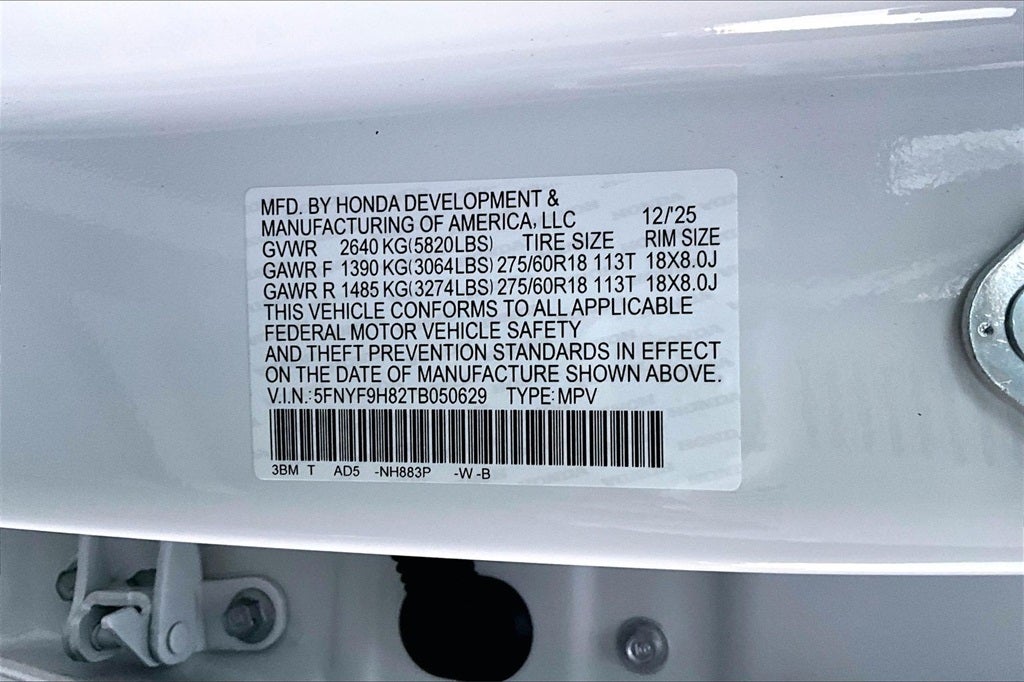 MFD. BY HONDA DEVELOPMENT &
MANUFACTURING OF AMERICA, LLC 12/'25
GVWR 2640 KG(5820LBS) TIRE SIZE RIM SIZE
GAWR F 1390 KG(3064LBS) 275/60R18 113T 18X8.0J
GAWR R 1485 KG(3274LBS) 275/60R18 113T 18X8.0J
THIS VEHICLE CONFORMS TO ALL APPLICABLE
FEDERAL MOTOR VEHICLE SAFETY
AND THEFT PREVENTION STANDARDS IN EFFECT
ON THE DATE OF MANUFACTURE SHOWN ABOVE.
V.I.N.:5FNYF9H82TB050629 TYPE:MPV
3BM T AD5 -NH883P -W -B